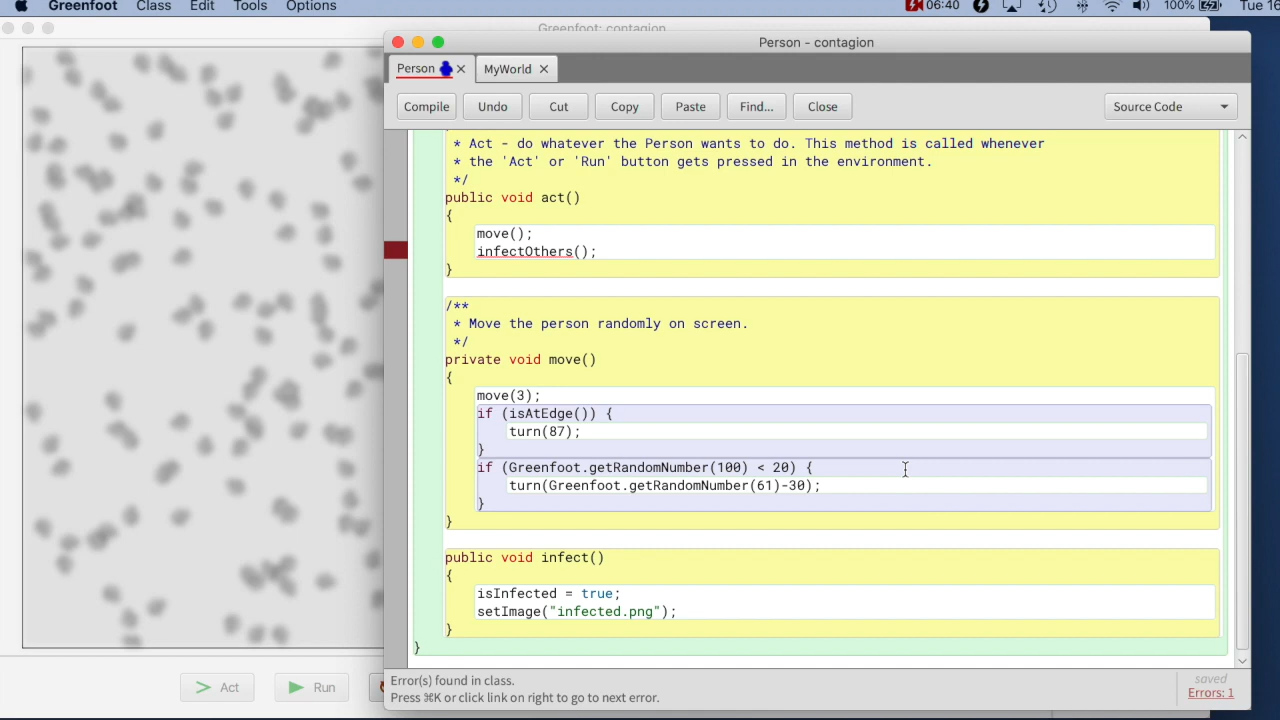 Greenfoot Class Edit Tools Options 06:40 100% Tue 16
Greenfoot: contagion
Person - contagion
Person MyWorld
Compile Undo Cut Copy Paste Find... Close Source Code
* Act - do whatever the Person wants to do. This method is called whenever
* the 'Act' or 'Run' button gets pressed in the environment.
*/
public void act()
{
move();
infectOthers();
}
/**
* Move the person randomly on screen.
*/
private void move()
{
move(3);
if (isAtEdge()) {
turn(87);
}
if (Greenfoot.getRandomNumber(100) < 20) {
turn(Greenfoot.getRandomNumber(61)-30);
}
}
public void infect()
{
isInfected = true;
setImage("infected.png");
}
}
> Act Run
Error(s) found in class.
Press ⌘K or click link on right to go to next error.
saved
Errors: 1